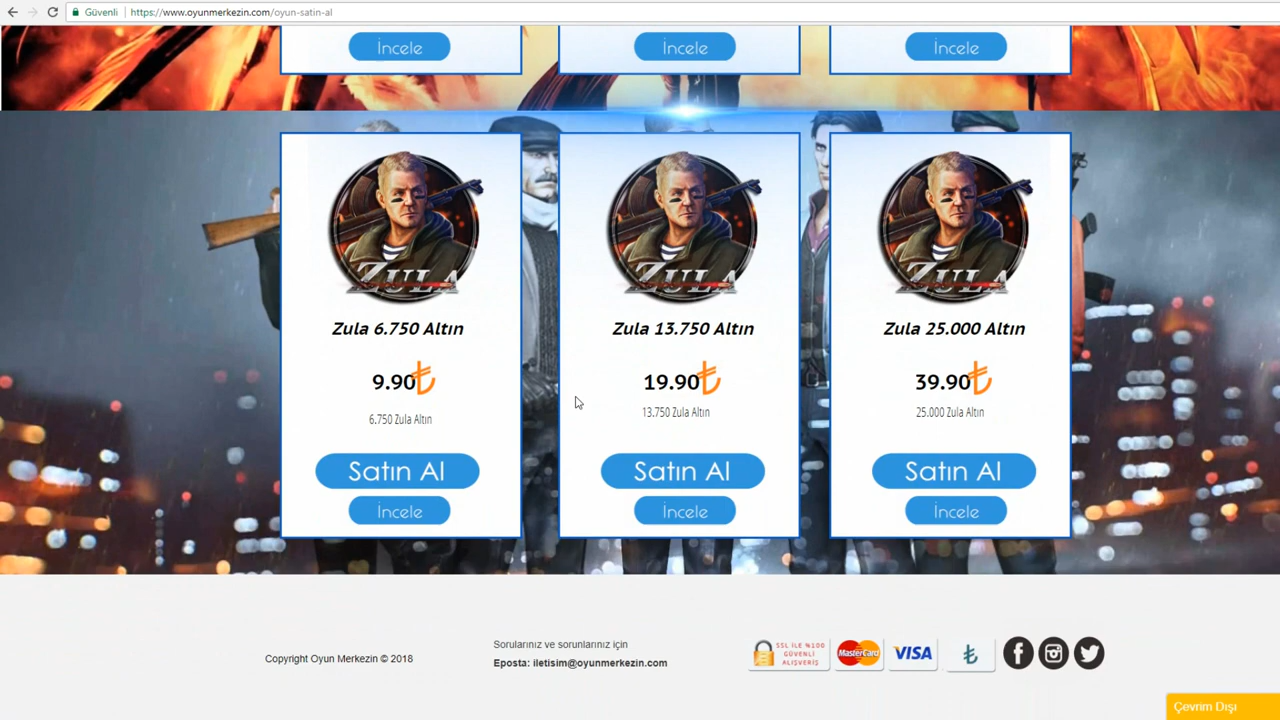 Güvenli
https://www.oyunmerkezin.com/oyun-satin-al
İncele
İncele
İncele
ZULA
ZULA
ZULA
Zula 6.750 Altın
Zula 13.750 Altın
Zula 25.000 Altın
9.90₺
19.90₺
39.90₺
6.750 Zula Altın
13.750 Zula Altın
25.000 Zula Altın
Satın Al
Satın Al
Satın Al
İncele
İncele
İncele
Copyright Oyun Merkezin © 2018
Sorularınız ve sorunlarınız için
Eposta: iletisim@oyunmerkezin.com
SSL İLE %100
GÜVENLİ
ALIŞVERİŞ
MasterCard
VISA
₺
Çevrim Dışı